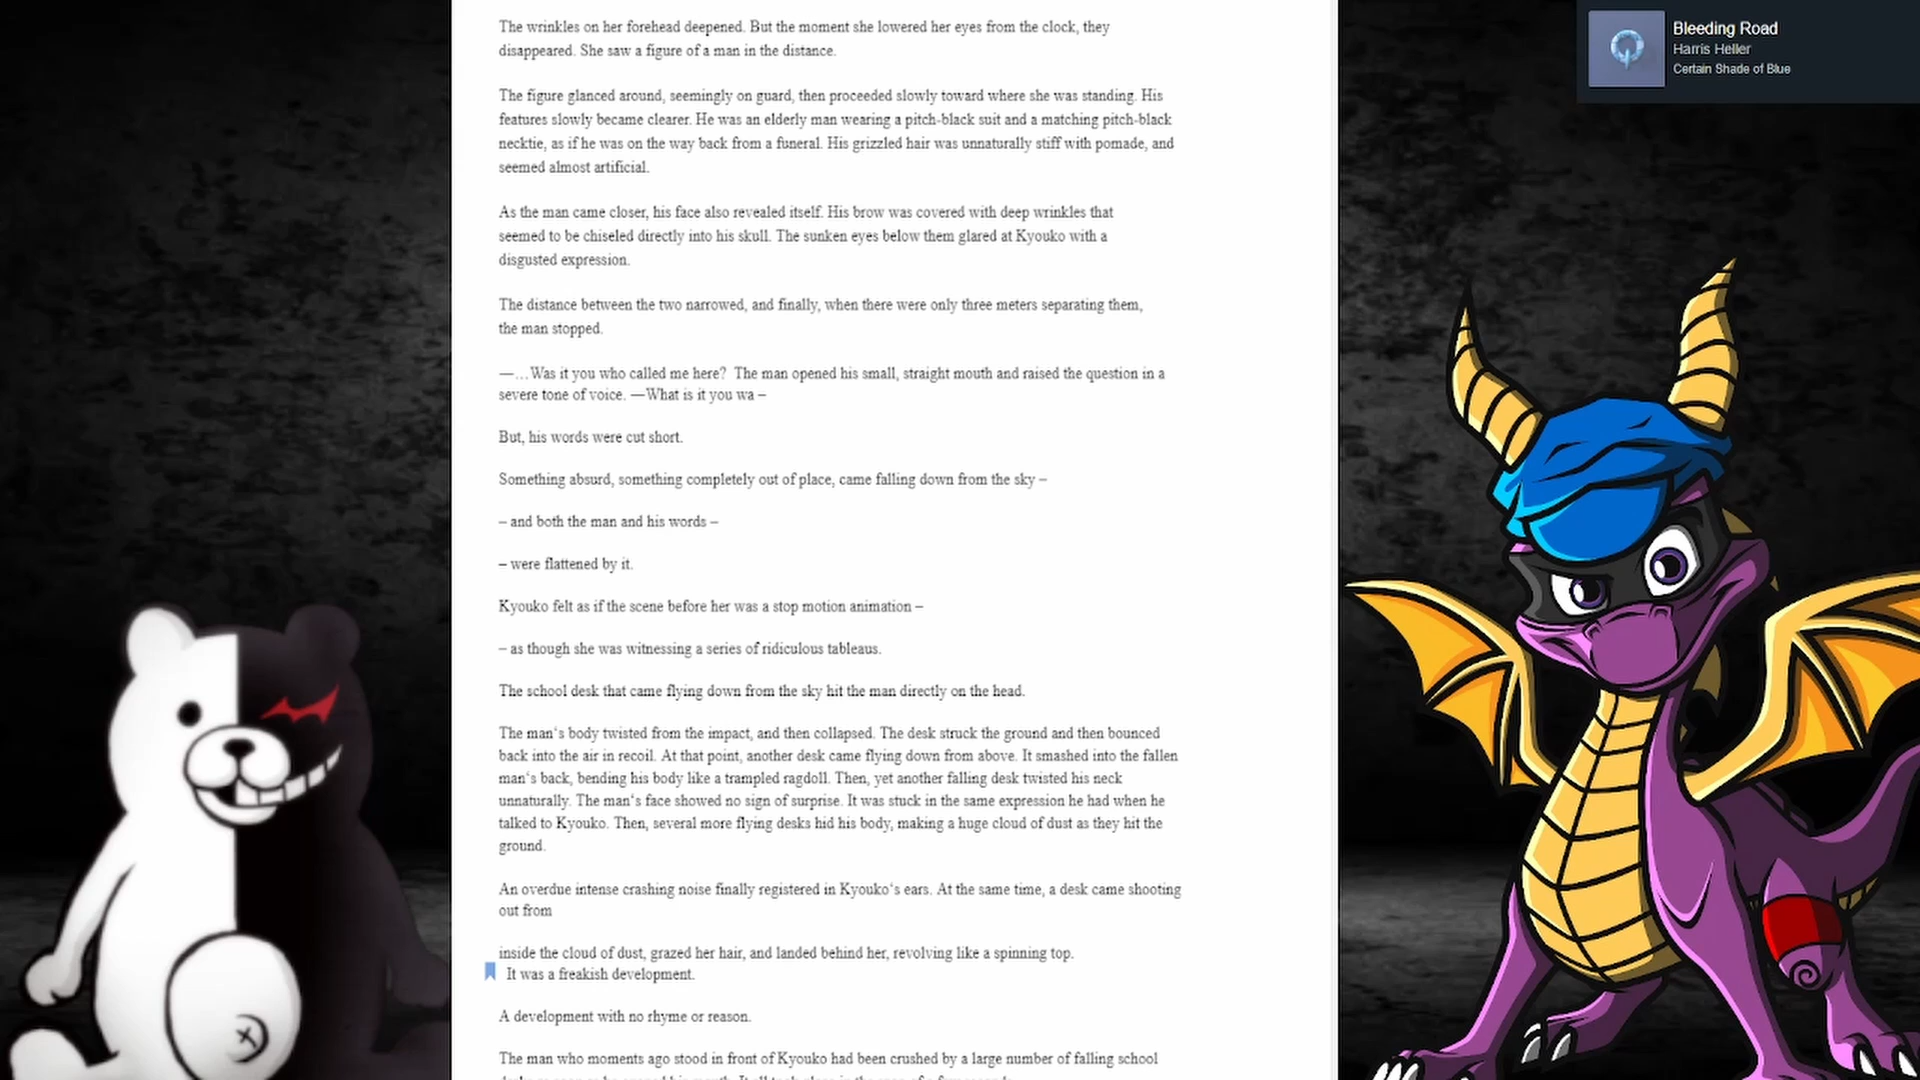 The wrinkles on her forehead deepened. But the moment she lowered her eyes from the clock, they
disappeared. She saw a figure of a man in the distance.
The figure glanced around, seemingly on guard, then proceeded slowly toward where she was standing. His
features slowly became clearer. He was an elderly man wearing a pitch-black suit and a matching pitch-black
necktie, as if he was on the way back from a funeral. His grizzled hair was unnaturally stiff with pomade, and
seemed almost artificial.
As the man came closer, his face also revealed itself. His brow was covered with deep wrinkles that
seemed to be chiseled directly into his skull. The sunken eyes below them glared at Kyouko with a
disgusted expression.
The distance between the two narrowed, and finally, when there were only three meters separating them,
the man stopped.
―…Was it you who called me here?  The man opened his small, straight mouth and raised the question in a
severe tone of voice. ―What is it you wa –
But, his words were cut short.
Something absurd, something completely out of place, came falling down from the sky –
– and both the man and his words –
– were flattened by it.
Kyouko felt as if the scene before her was a stop motion animation –
– as though she was witnessing a series of ridiculous tableaus.
The school desk that came flying down from the sky hit the man directly on the head.
The man‘s body twisted from the impact, and then collapsed. The desk struck the ground and then bounced
back into the air in recoil. At that point, another desk came flying down from above. It smashed into the fallen
man‘s back, bending his body like a trampled ragdoll. Then, yet another falling desk twisted his neck
unnaturally. The man‘s face showed no sign of surprise. It was stuck in the same expression he had when he
talked to Kyouko. Then, several more flying desks hid his body, making a huge cloud of dust as they hit the
ground.
An overdue intense crashing noise finally registered in Kyouko‘s ears. At the same time, a desk came shooting
out from
inside the cloud of dust, grazed her hair, and landed behind her, revolving like a spinning top.
It was a freakish development.
A development with no rhyme or reason.
The man who moments ago stood in front of Kyouko had been crushed by a large number of falling school
Bleeding Road
Harris Heller
Certain Shade of Blue